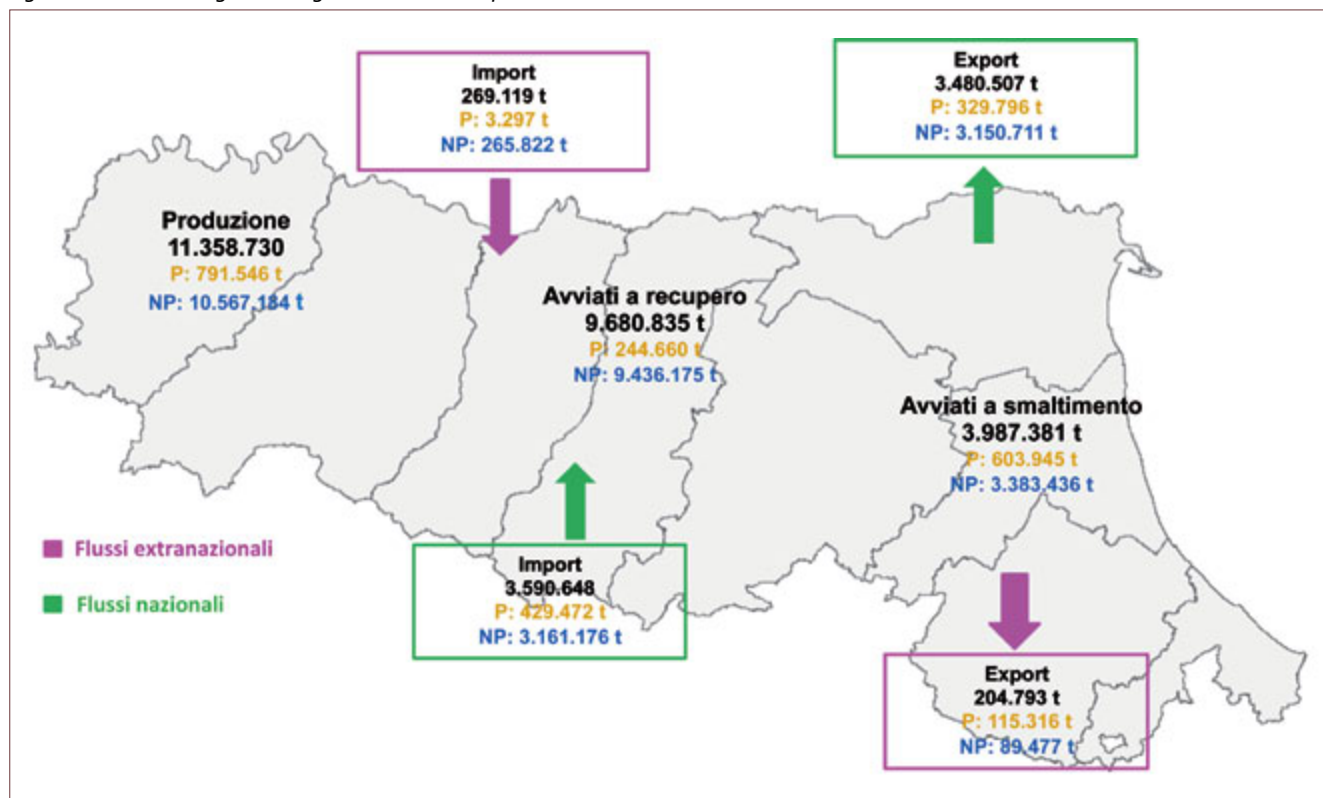 Import
269.119 t
P: 3.297 t
NP: 265.822 t
Export
3.480.507 t
P: 329.796 t
NP: 3.150.711 t
Produzione
11.358.730
P: 791.546 t
NP: 10.567.184 t
Avviati a recupero
9.680.835 t
P: 244.660 t
NP: 9.436.175 t
Avviati a smaltimento
3.987.381 t
P: 603.945 t
NP: 3.383.436 t
Flussi extranazionali
Flussi nazionali
Import
3.590.648
P: 429.472 t
NP: 3.161.176 t
Export
204.793 t
P: 115.316 t
NP: 89.477 t